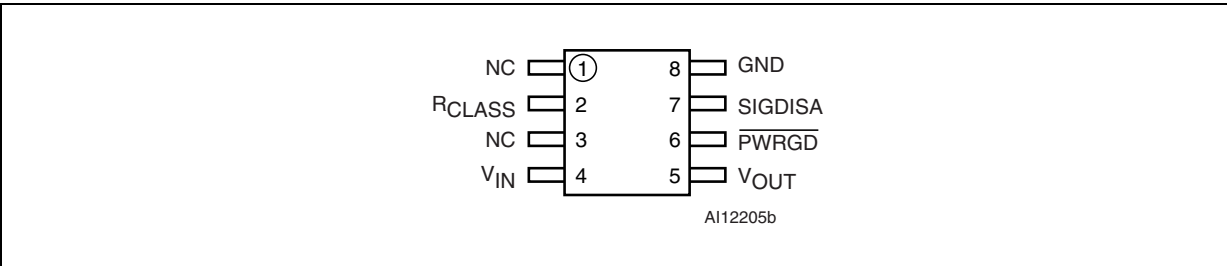 NC 1 8 GND
RCLASS 2 7 SIGDISA
NC 3 6 PWRGD
VIN 4 5 VOUT
AI12205b